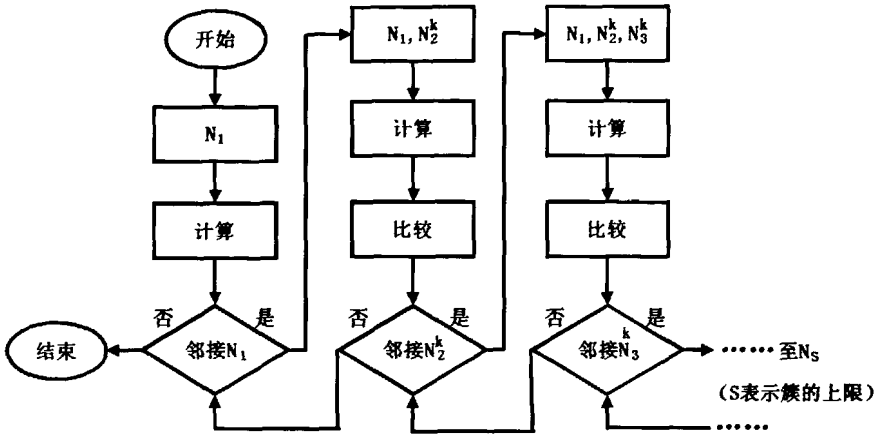 开始
N₁
计算
否
是
邻接N₁
结束
N₁, N₂ᵏ
计算
比较
否
是
邻接N₂ᵏ
N₁, N₂ᵏ, N₃ᵏ
计算
比较
否
是
邻接N₃ᵏ
······ 至Nₛ
（S表示簇的上限）
······